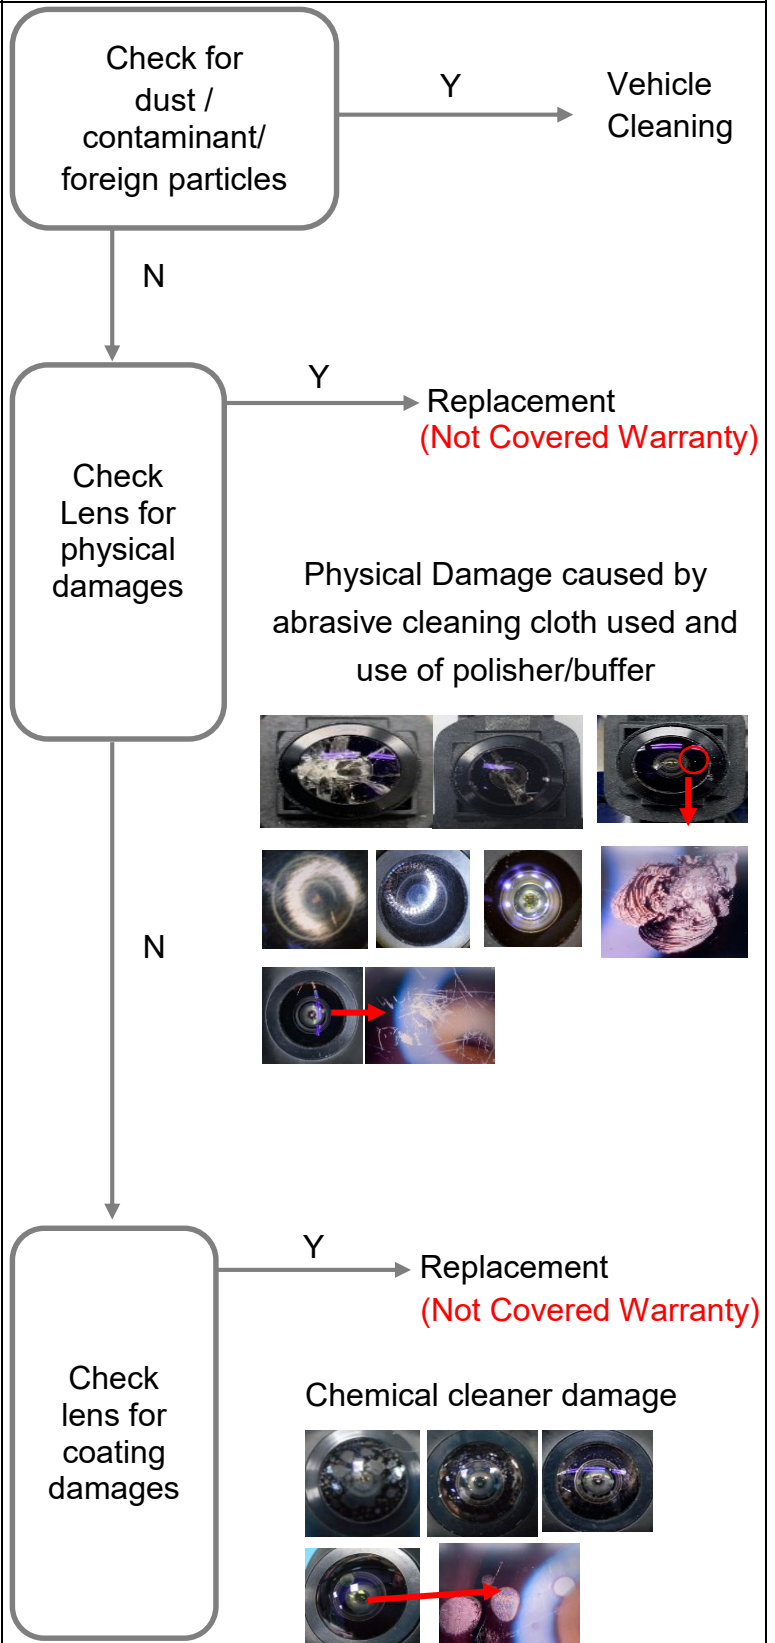 Check for
dust /
contaminant/
foreign particles
Y
Vehicle
Cleaning
N
Check
Lens for
physical
damages
Y
Replacement
(Not Covered Warranty)
Physical Damage caused by
abrasive cleaning cloth used and
use of polisher/buffer
N
Check
lens for
coating
damages
Y
Replacement
(Not Covered Warranty)
Chemical cleaner damage